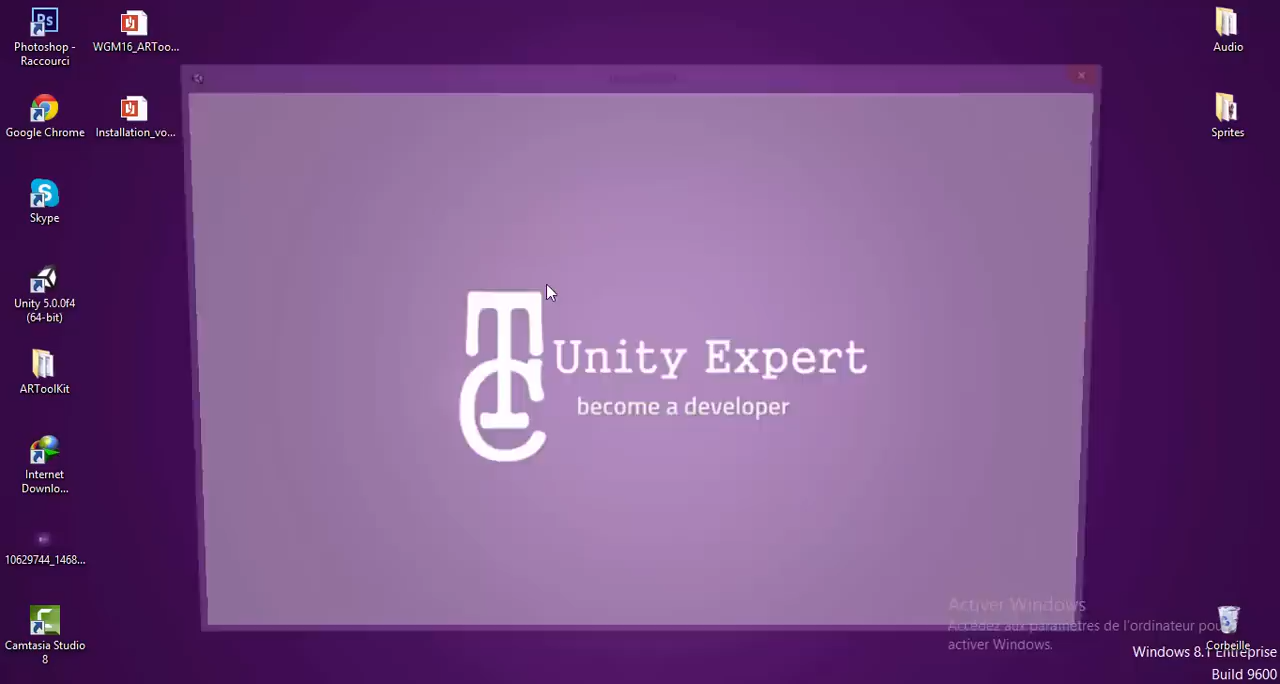 Photoshop -
Raccourci
WGM16_ARToo...
Google Chrome
Installation_vo...
Skype
Unity 5.0.0f4
(64-bit)
ARToolKit
Internet
Downlo...
10629744_1468...
Camtasia Studio
8
TC
Unity Expert
become a developer
Audio
Sprites
Corbeille
Activer Windows
Accédez aux paramètres de l'ordinateur pou
activer Windows.
Windows 8.1 Entreprise
Build 9600